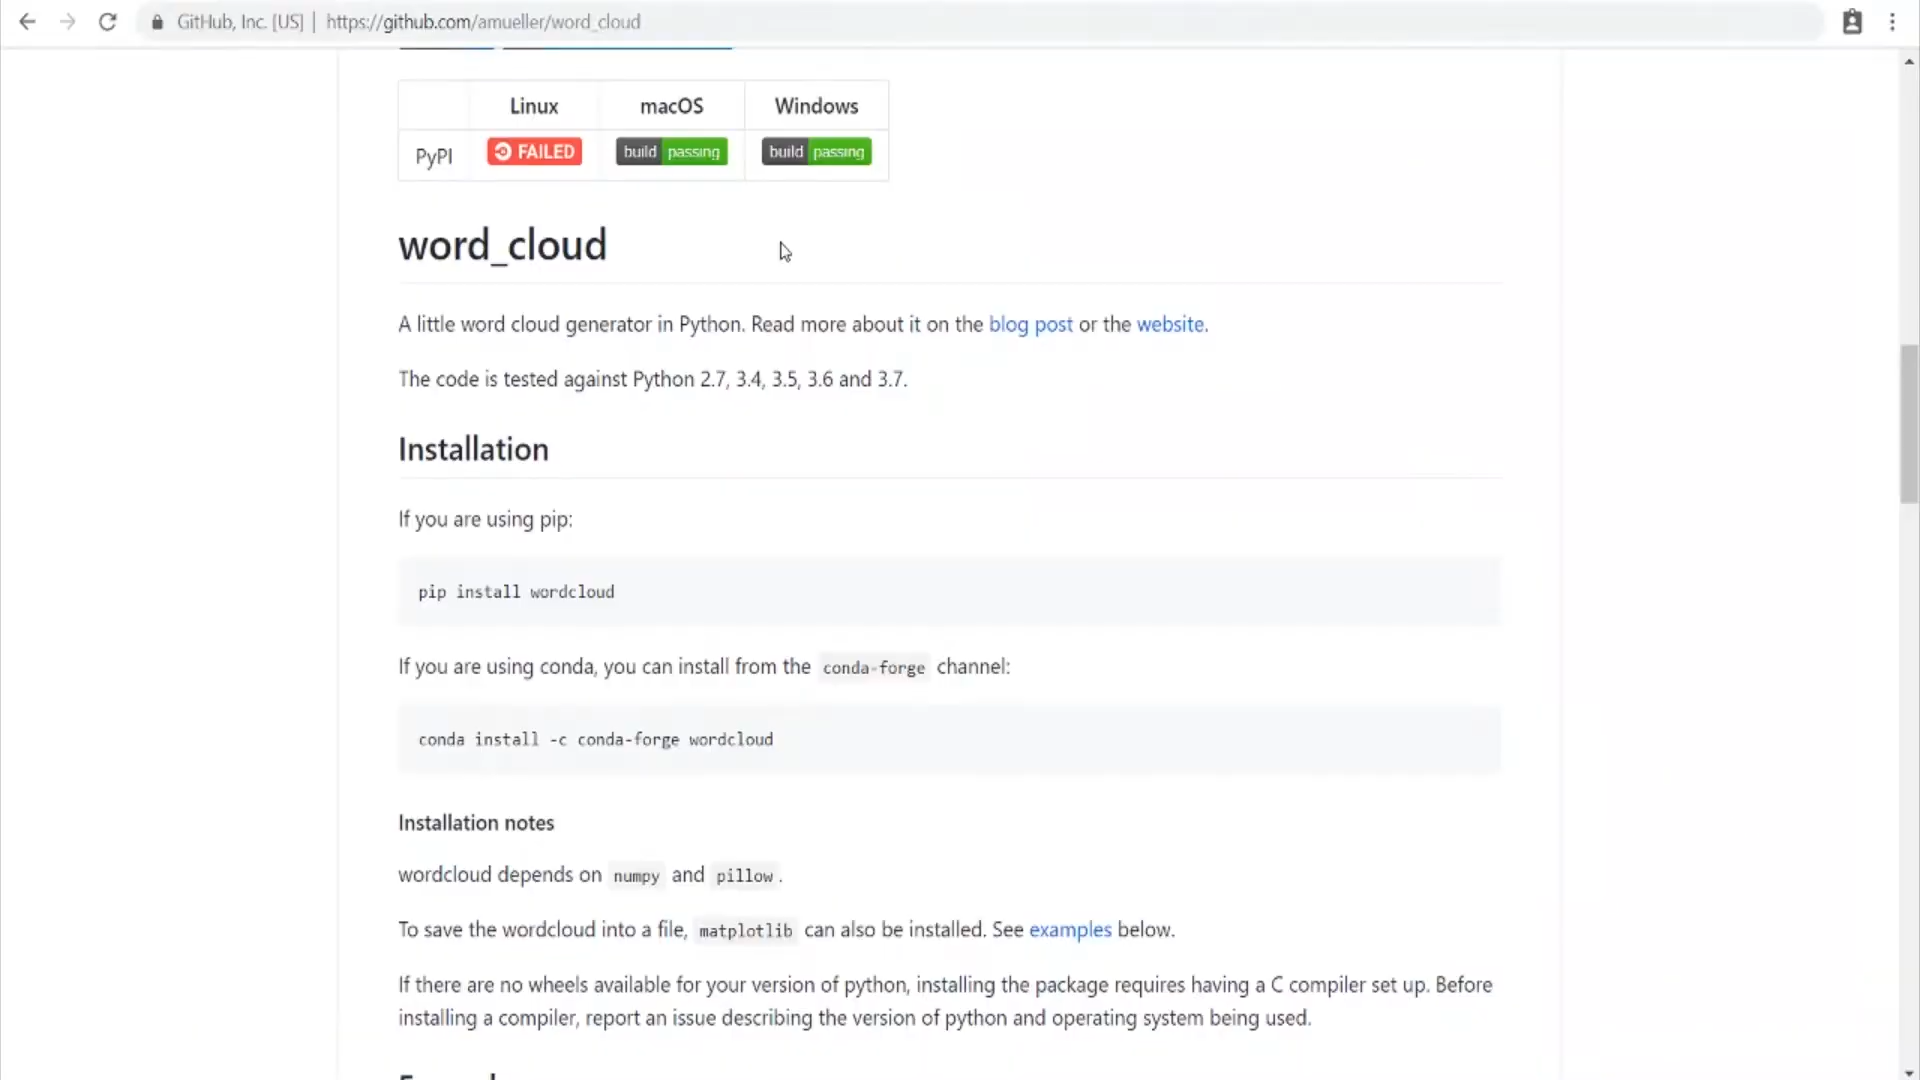 GitHub, Inc. [US] | https://github.com/amueller/word_cloud
Linux macOS Windows
PyPI FAILED build passing build passing
word_cloud
A little word cloud generator in Python. Read more about it on the blog post or the website.
The code is tested against Python 2.7, 3.4, 3.5, 3.6 and 3.7.
Installation
If you are using pip:
pip install wordcloud
If you are using conda, you can install from the conda-forge channel:
conda install -c conda-forge wordcloud
Installation notes
wordcloud depends on numpy and pillow.
To save the wordcloud into a file, matplotlib can also be installed. See examples below.
If there are no wheels available for your version of python, installing the package requires having a C compiler set up. Before
installing a compiler, report an issue describing the version of python and operating system being used.